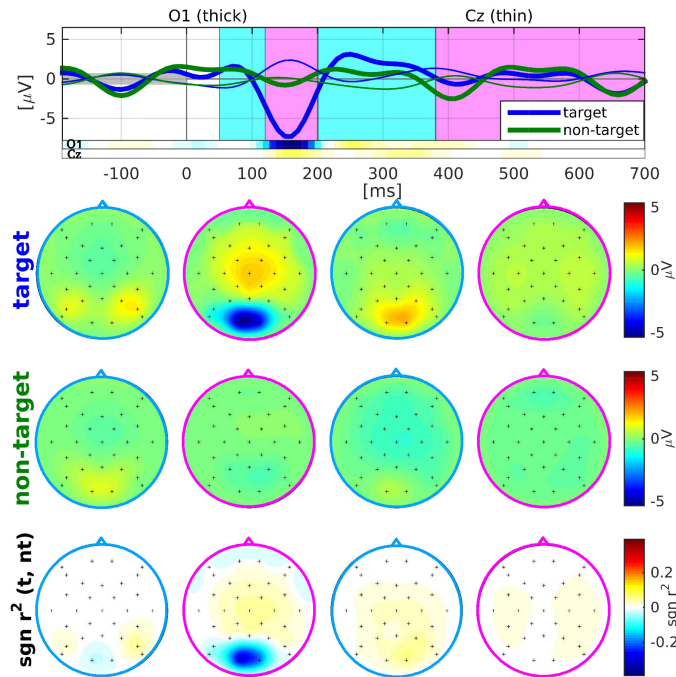 O1 (thick) Cz (thin)
5
0
-5
[μV]
target
non-target
O1
Cz
-100 0 100 200 300 400 500 600 700
[ms]
target
5
0
-5
μV
non-target
5
0
-5
μV
sgn r² (t, nt)
0.2
0
-0.2
sgn r²